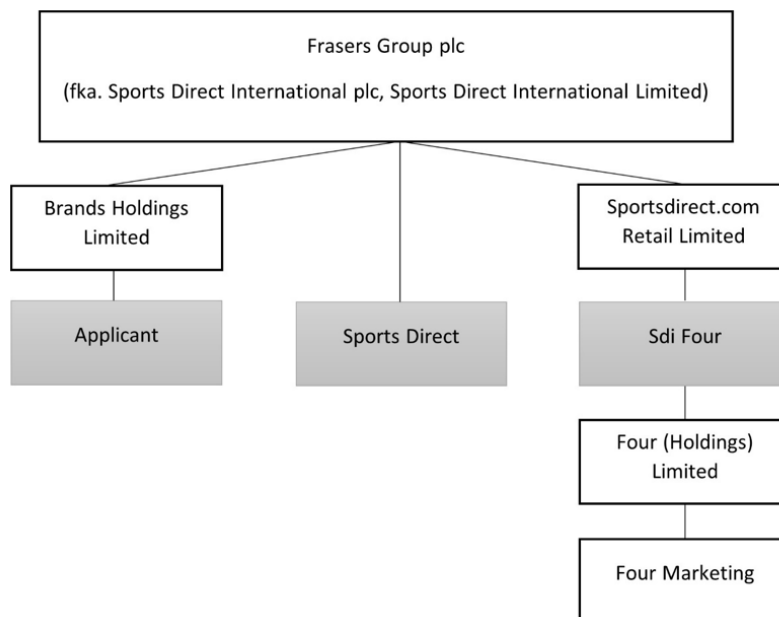 Frasers Group plc
(fka. Sports Direct International plc, Sports Direct International Limited)
Brands Holdings
Limited
Sportsdirect.com
Retail Limited
Applicant
Sports Direct
Sdi Four
Four (Holdings)
Limited
Four Marketing